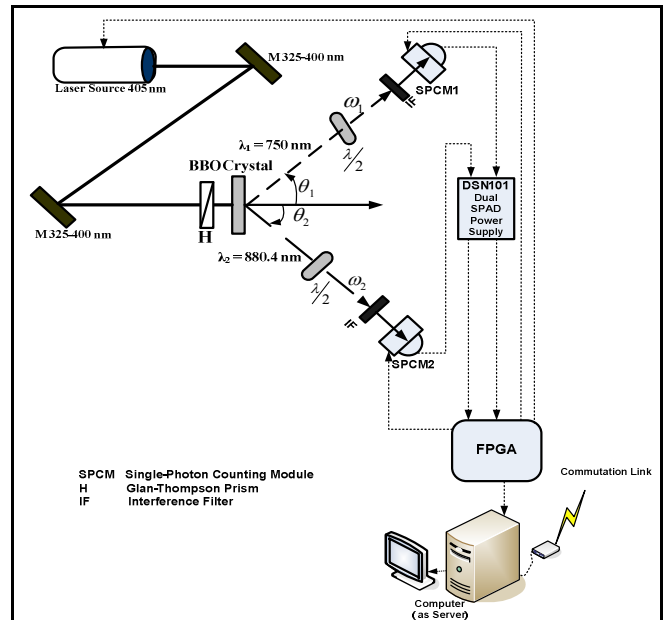 Laser Source 405 nm
M 325-400 nm
SPCM1
IF
ω₁
λ₁ = 750 nm
λ/2
BBO Crystal
θ₁
θ₂
DSN101
Dual
SPAD
Power
Supply
M 325-400 nm
H
λ₂ = 880.4 nm
λ/2
ω₂
IF
SPCM2
FPGA
SPCM Single-Photon Counting Module
H Glan-Thompson Prism
IF Interference Filter
Commutation Link
Computer
(as Server)